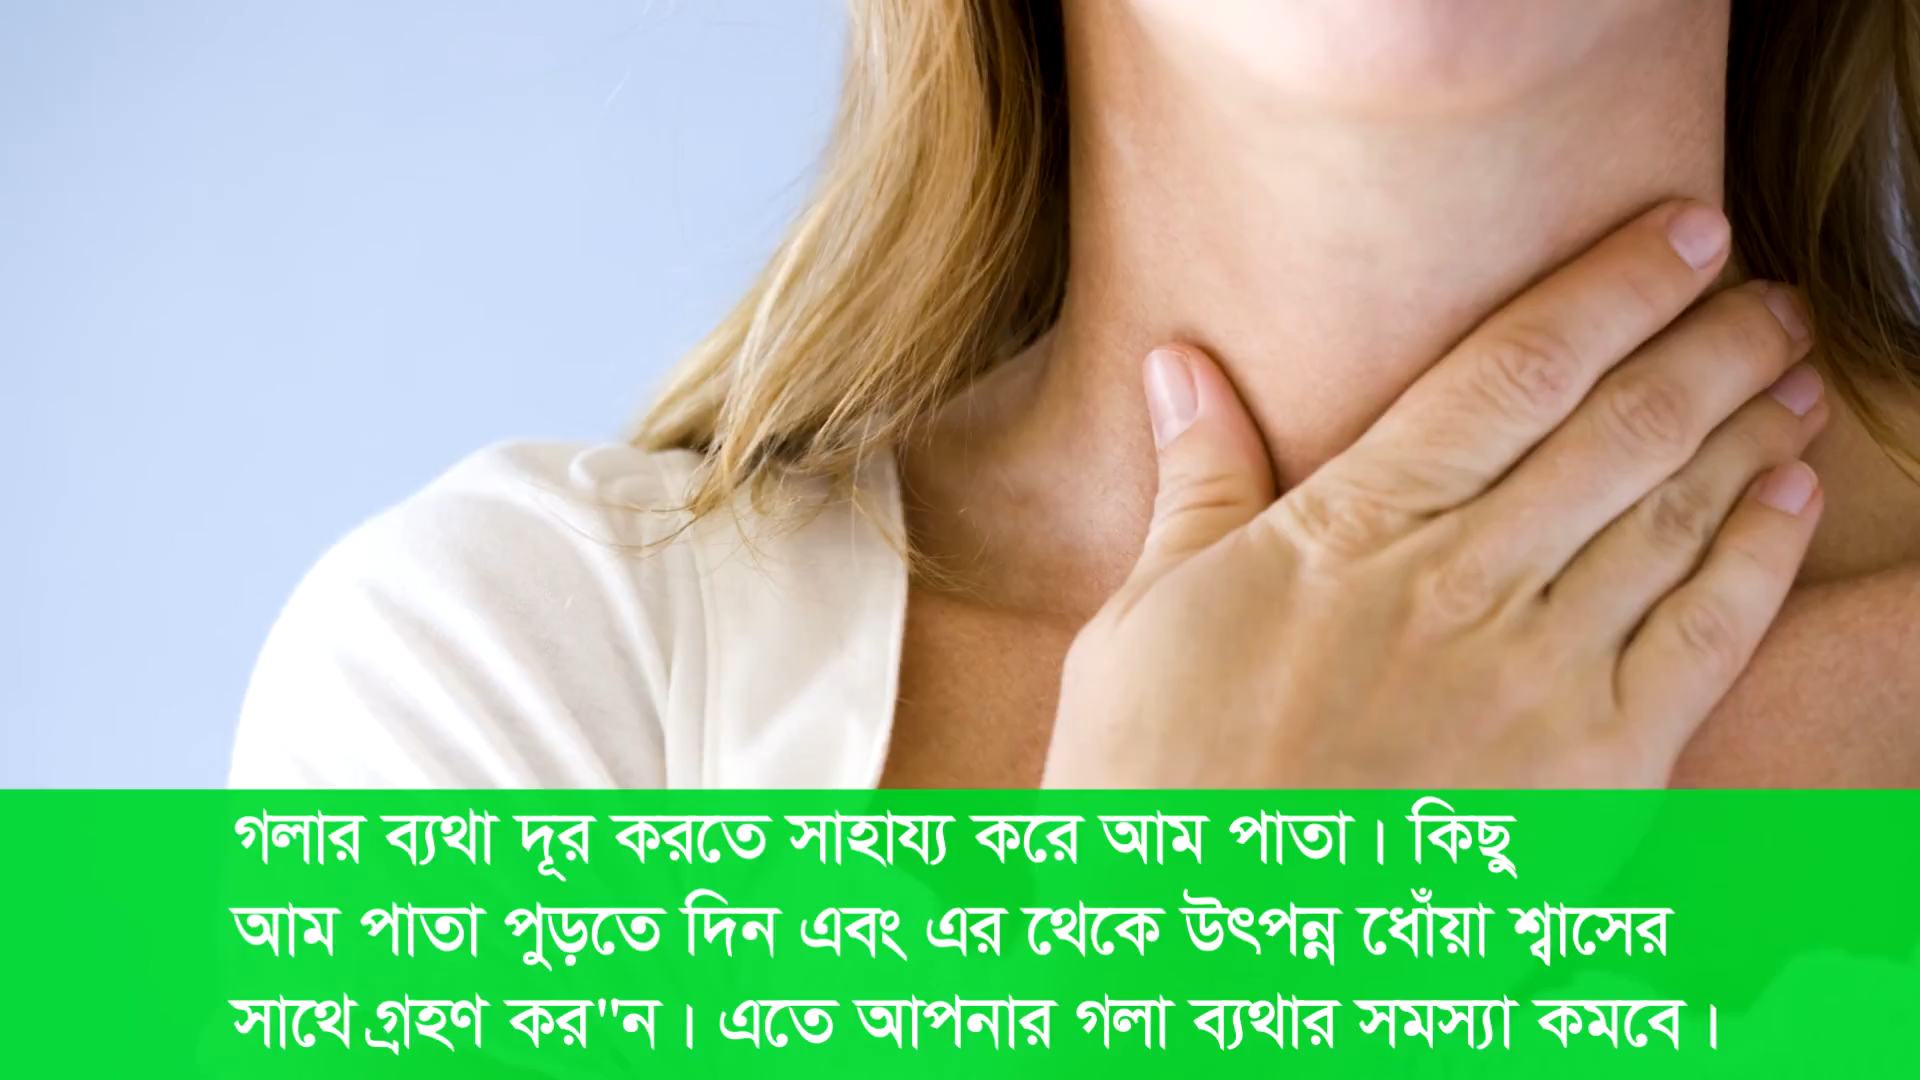 গলার ব্যথা দূর করতে সাহায্য করে আম পাতা। কিছু
আম পাতা পুড়তে দিন এবং এর থেকে উৎপন্ন ধোঁয়া শ্বাসের
সাথে গ্রহণ কর"ন। এতে আপনার গলা ব্যথার সমস্যা কমবে।